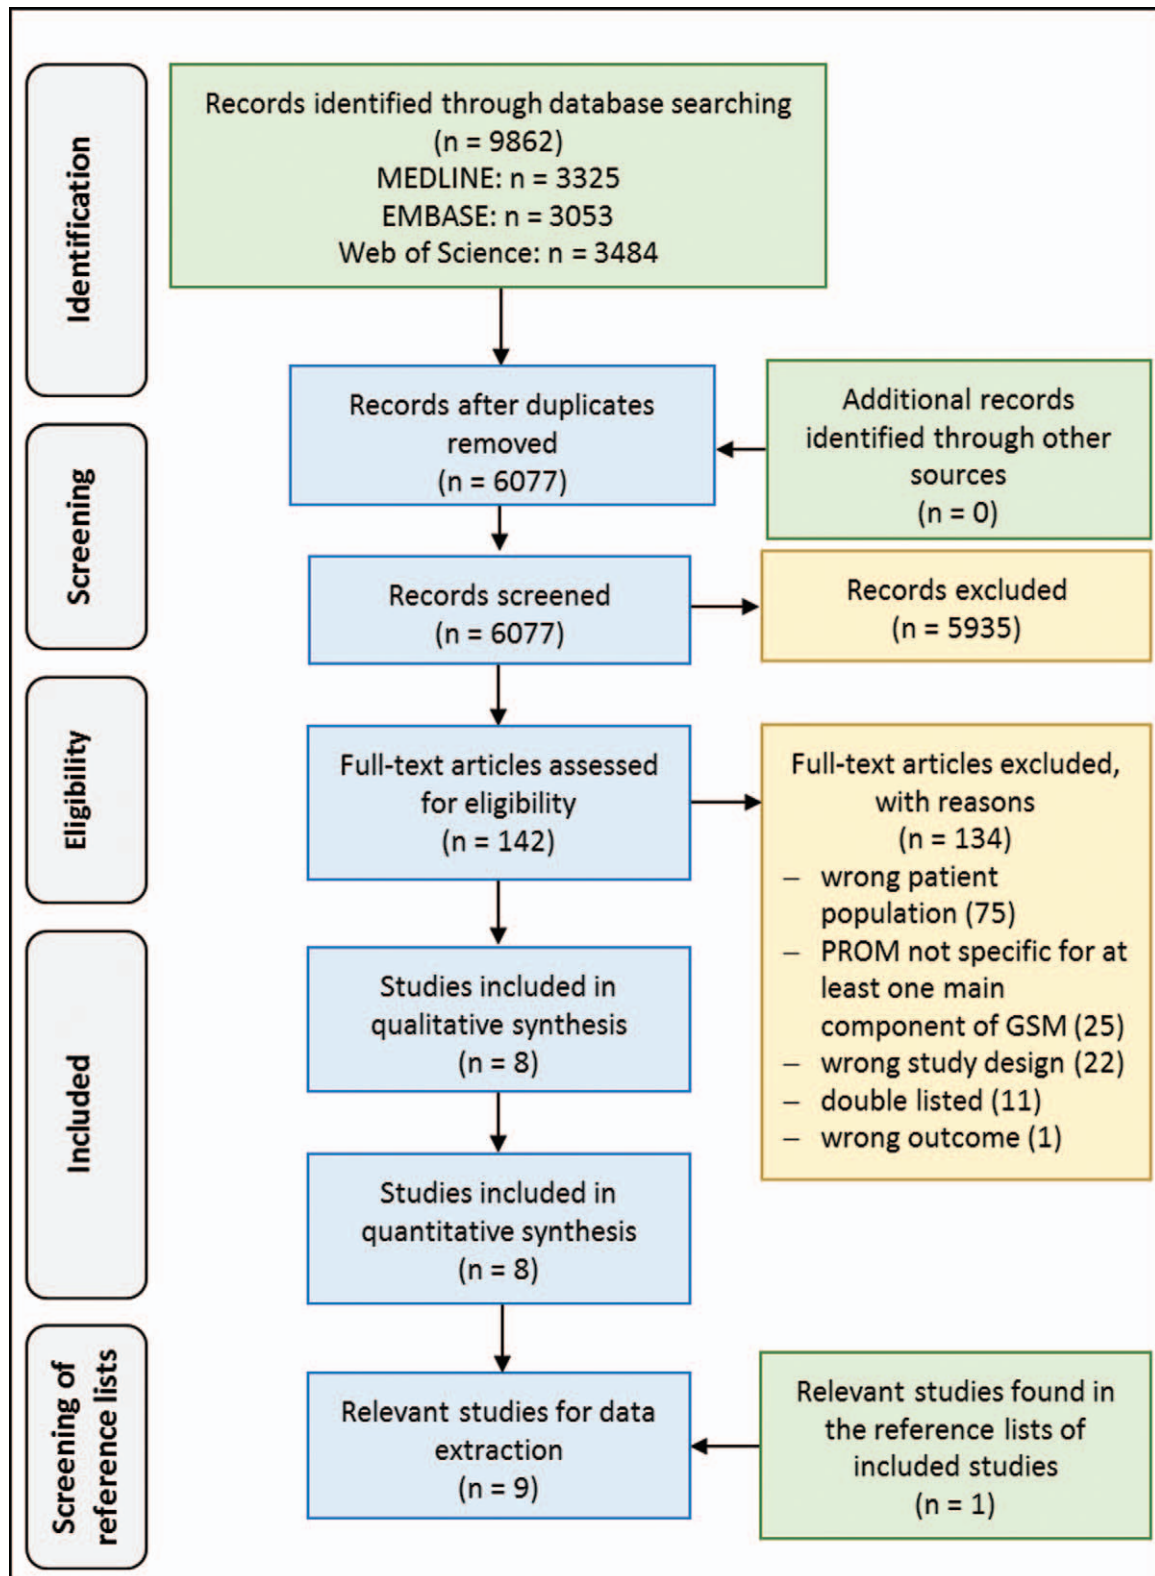 Identification
Records identified through database searching
(n = 9862)
MEDLINE: n = 3325
EMBASE: n = 3053
Web of Science: n = 3484
Records after duplicates
removed
(n = 6077)
Additional records
identified through other
sources
(n = 0)
Screening
Records screened
(n = 6077)
Records excluded
(n = 5935)
Eligibility
Full-text articles assessed
for eligibility
(n = 142)
Full-text articles excluded,
with reasons
(n = 134)
– wrong patient
population (75)
– PROM not specific for at
least one main
component of GSM (25)
– wrong study design (22)
– double listed (11)
– wrong outcome (1)
Included
Studies included in
qualitative synthesis
(n = 8)
Studies included in
quantitative synthesis
(n = 8)
Screening of
reference lists
Relevant studies for data
extraction
(n = 9)
Relevant studies found in
the reference lists of
included studies
(n = 1)